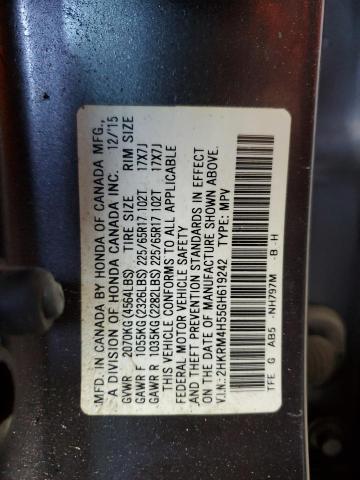 MFD. IN CANADA BY HONDA OF CANADA MFG.,
A DIVISION OF HONDA CANADA INC. 12/15
GVWR 2070KG(4564LBS) TIRE SIZE RIM SIZE
GAWR F 1055KG(2326LBS) 225/65R17 102T 17X7J
GAWR R 1035KG(2282LBS) 225/65R17 102T 17X7J
THIS VEHICLE CONFORMS TO ALL APPLICABLE
FEDERAL MOTOR VEHICLE SAFETY
AND THEFT PREVENTION STANDARDS IN EFFECT
ON THE DATE OF MANUFACTURE SHOWN ABOVE.
V.I.N.: 2HKRM4H55GH619242 TYPE: MPV
TFE G AB5 -NH797M -B-H